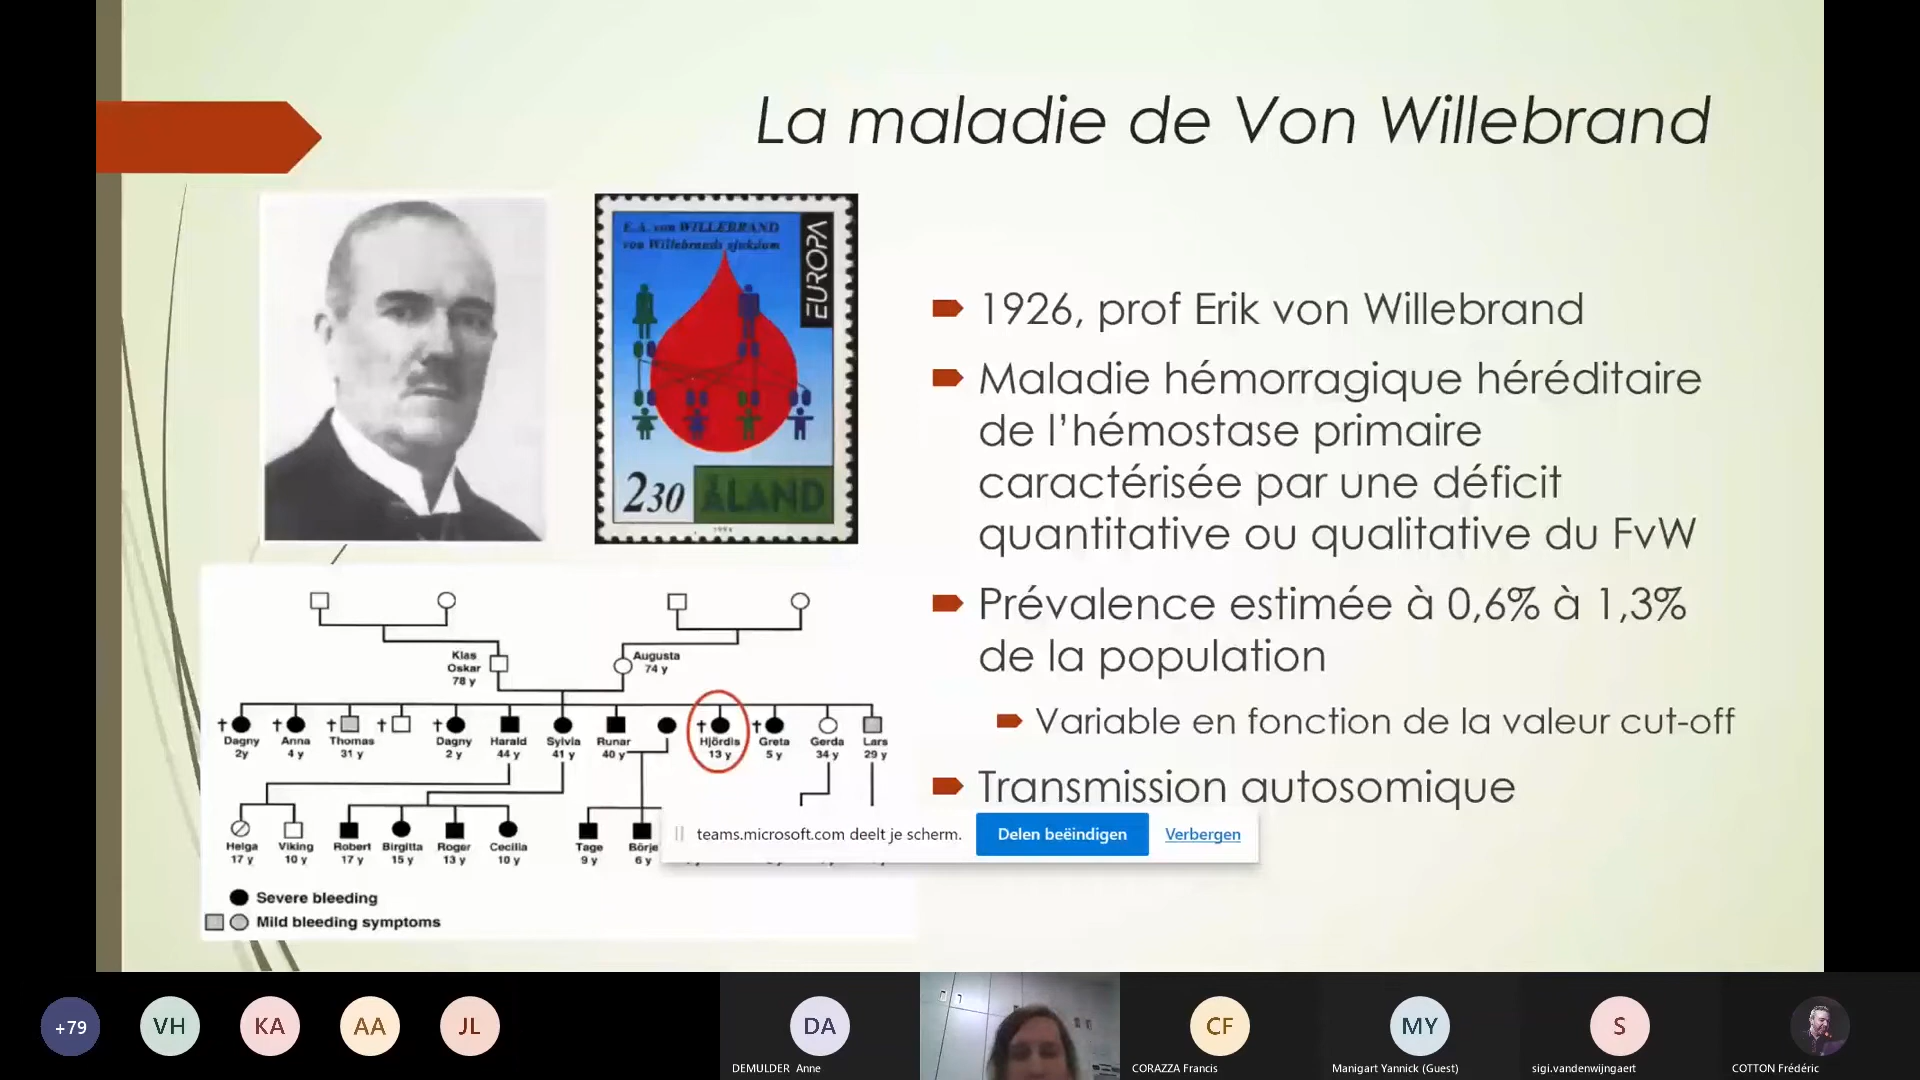 La maladie de Von Willebrand
E.A. von WILLEBRAND
von Willebrands sjukdom
EUROPA
230 ÅLAND
1926, prof Erik von Willebrand
Maladie hémorragique héréditaire
de l’hémostase primaire
caractérisée par une déficit
quantitative ou qualitative du FvW
Prévalence estimée à 0,6% à 1,3%
de la population
Variable en fonction de la valeur cut-off
Transmission autosomique
Klas
Oskar
78 y
Augusta
74 y
Dagny Anna Thomas Dagny Harald Sylvia Runar Hjördis Greta Gerda Lars
2y 4 y 31 y 2 y 44 y 41 y 40 y 13 y 5 y 34 y 29 y
Helga Viking Robert Birgitta Roger Cecilia Tage Börje
17 y 10 y 17 y 15 y 13 y 10 y 9 y 6 y
Severe bleeding
Mild bleeding symptoms
teams.microsoft.com deelt je scherm. Delen beëindigen Verbergen
+79 VH KA AA JL DA CF MY S
DEMULDER Anne CORAZZA Francis Manigart Yannick (Guest) sigi.vandenwijngaert COTTON Frédéric